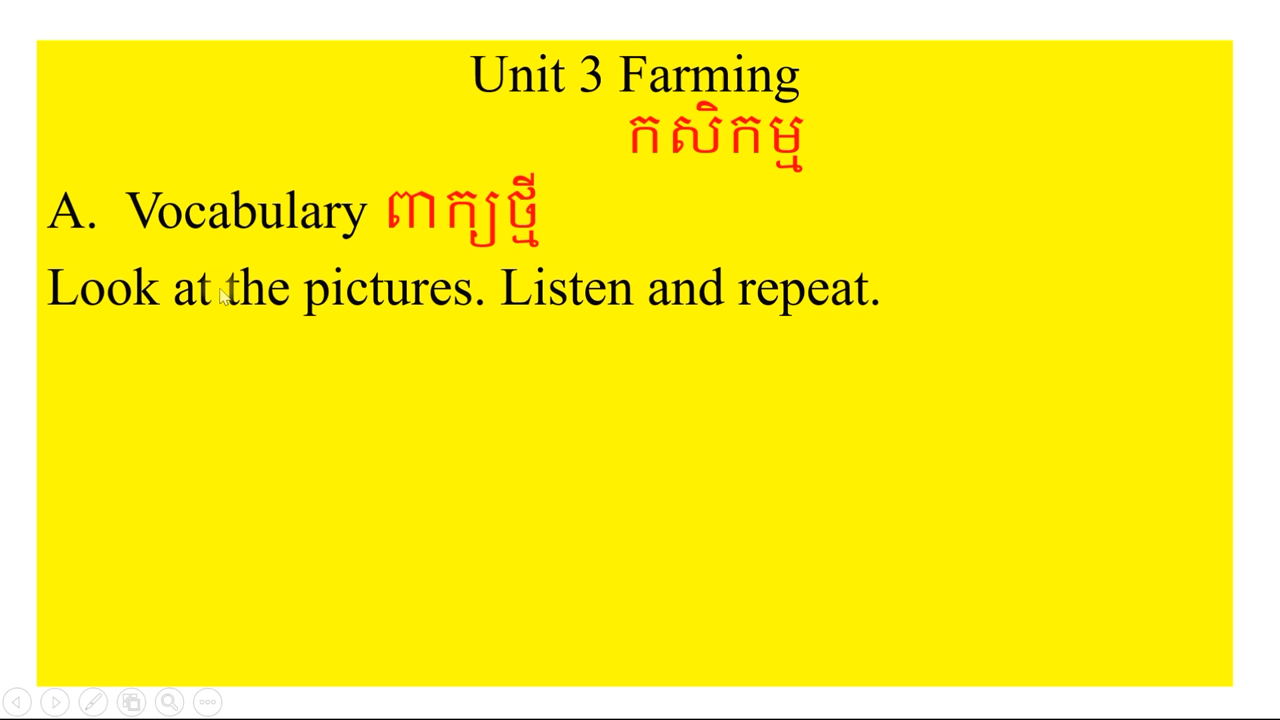 Unit 3 Farming
កសិកម្ម
A. Vocabulary ពាក្យថ្មី
Look at the pictures. Listen and repeat.